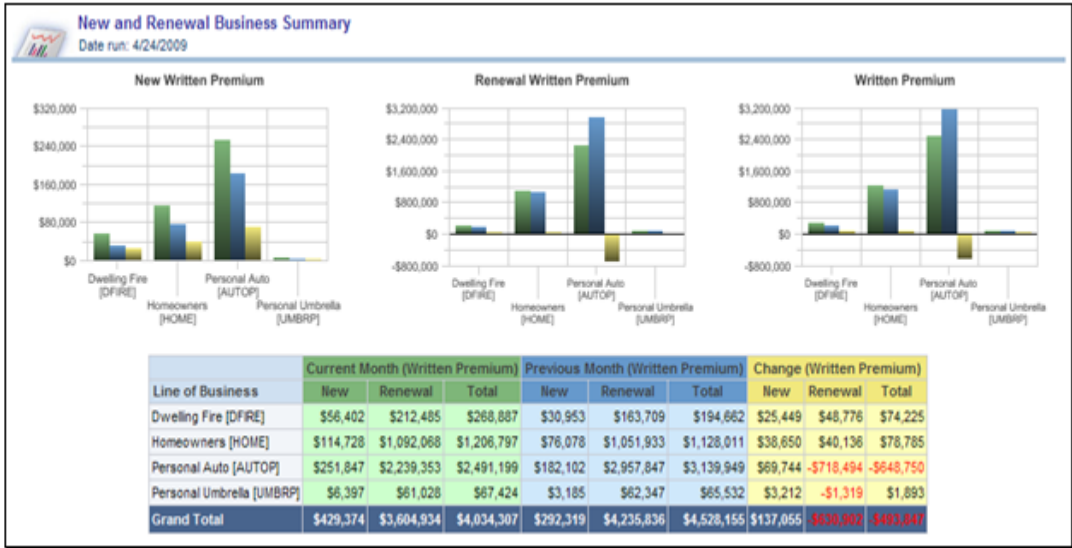 New and Renewal Business Summary
Date run: 4/24/2009
New Written Premium
$320,000
$240,000
$160,000
$80,000
$0
Dwelling Fire
[DFIRE]
Homeowners
[HOME]
Personal Auto
[AUTOP]
Personal Umbrella
[UMBRP]
Renewal Written Premium
$3,200,000
$2,400,000
$1,600,000
$800,000
$0
-$800,000
Dwelling Fire
[DFIRE]
Homeowners
[HOME]
Personal Auto
[AUTOP]
Personal Umbrella
[UMBRP]
Written Premium
$3,200,000
$2,400,000
$1,600,000
$800,000
$0
-$800,000
Dwelling Fire
[DFIRE]
Homeowners
[HOME]
Personal Auto
[AUTOP]
Personal Umbrella
[UMBRP]
Current Month (Written Premium) Previous Month (Written Premium) Change (Written Premium)
Line of Business New Renewal Total New Renewal Total New Renewal Total
Dwelling Fire [DFIRE] $56,402 $212,485 $268,887 $30,953 $163,709 $194,662 $25,449 $48,776 $74,225
Homeowners [HOME] $114,728 $1,092,068 $1,206,797 $76,078 $1,051,933 $1,128,011 $38,650 $40,136 $78,785
Personal Auto [AUTOP] $251,847 $2,239,353 $2,491,199 $182,102 $2,957,847 $3,139,949 $69,744 -$718,494 -$648,750
Personal Umbrella [UMBRP] $6,397 $61,028 $67,424 $3,185 $62,347 $65,532 $3,212 -$1,319 $1,893
Grand Total $429,374 $3,604,934 $4,034,307 $292,319 $4,235,836 $4,528,155 $137,055 -$630,902 -$493,847